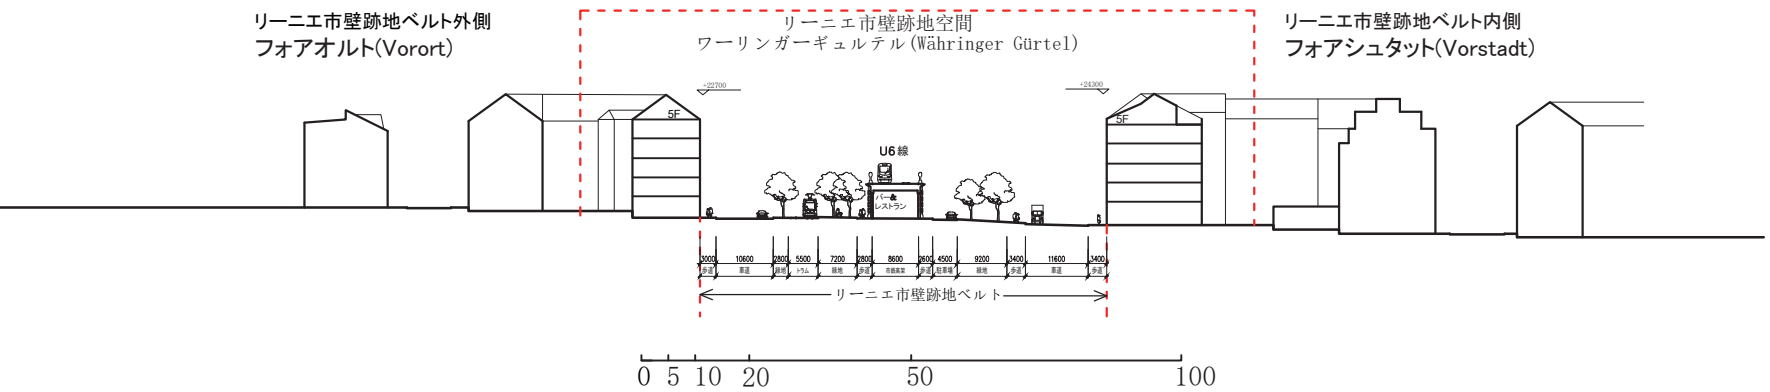 リーニエ市壁跡地ベルト外側
フォアオルト(Vorort)
リーニエ市壁跡地空間
ワーリンガーギュルテル(Währinger Gürtel)
リーニエ市壁跡地ベルト内側
フォアシュタット(Vorstadt)
+22700
+24300
5F
5F
U6線
バー&
レストラン
3000 10600 2800 5500 7200 2800 8600 2600 4500 9200 3400 11600 3400
歩道 車道 緑地 トラム 緑地 歩道 市鉄高架 歩道 駐車場 緑地 歩道 車道 歩道
リーニエ市壁跡地ベルト
0 5 10 20 50 100